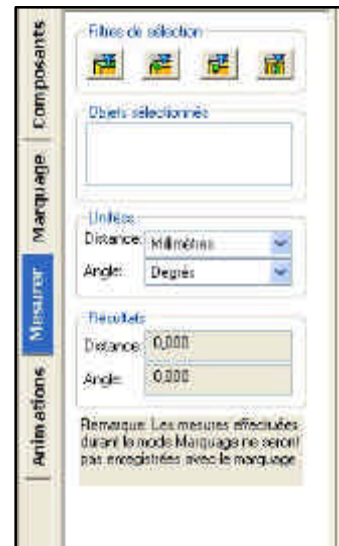 Composants
Marquage
Mesurer
Animations
Filtres de sélection
Objets sélectionnés
Unités
Distance: Millimètres
Angle: Degrés
Résultats
Distance: 0,000
Angle: 0,000
Remarque: Les mesures effectuées
durant le mode Marquage ne seront
pas enregistrées avec le marquage